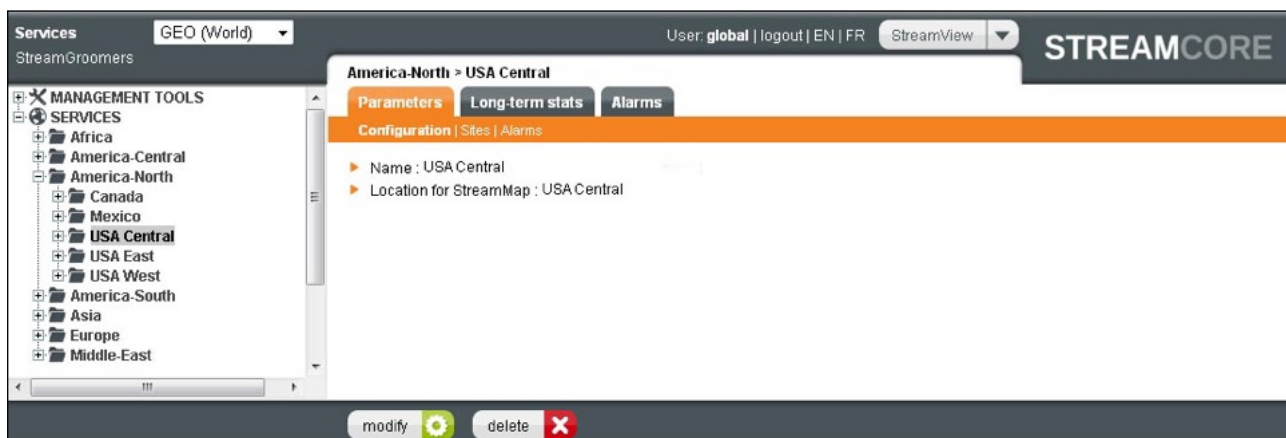 Services
GEO (World)
StreamGroomers
User: global | logout | EN | FR
StreamView
STREAMCORE
MANAGEMENT TOOLS
SERVICES
Africa
America-Central
America-North
Canada
Mexico
USA Central
USA East
USA West
America-South
Asia
Europe
Middle-East
America-North > USA Central
Parameters
Long-term stats
Alarms
Configuration | Sites | Alarms
Name : USA Central
Location for StreamMap : USA Central
modify
delete